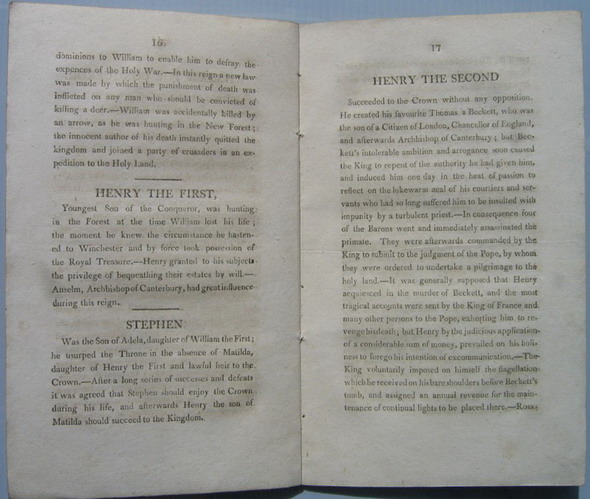 16
dominions to William to enable him to defray the
expences of the Holy War.—In this reign a new law
was made by which the punishment of death was
inflicted on any man who should be convicted of
killing a deer.—William was accidentally killed by
an arrow, as he was hunting in the New Forest;
the innocent author of his death instantly quitted the
kingdom and joined a party of crusaders in an ex-
pedition to the Holy Land.
HENRY THE FIRST,
Youngest Son of the Conqueror, was hunting
in the Forest at the time William lost his life;
the moment he knew the circumstance he hasten-
ed to Winchester and by force took possession of
the Royal Treasure.—Henry granted to his subjects
the privilege of bequething their estates by will.—
Anselm, Archbishop of Canterbury, had great influence
during this reign.
STEPHEN
Was the Son of Adela, daughter of William the First;
he usurped the Throne in the absence of Matilda,
daughter of Henry the First and lawful heir to the
Crown.—After a long series of successes and defeats
it was agreed that Stephen should enjoy the Crown
during his life, and afterwards Henry the son of
Matilda should succeed to the Kingdom.
17
HENRY THE SECOND
Succeeded to the Crown without any opposition.
He created his favourite Thomas a Beckett, who was
the son of a Citizen of London, Chancellor of England,
and afterwards Archbishop of Canterbury; but Bec-
kett's intolerable ambition and arrogance soon caused
the King to repent of the authority he had given him,
and induced him one day in the heat of passion to
reflect on the lukewarm zeal of his couriers and ser-
vants who had so long suffered him to be insulted with
impunity by a turbulent priest.—In consequence four
of the Barons went and immediately assassinated the
primate. They were afterwards commanded by the
King to submit to the judgment of the Pope, by whom
they were ordered to undertake a pilgrimage to the
holy land.—It was generally supposed that Henry
acquiesced in the murder of Beckett, and the most
tragical accounts were sent by the King of France and
many other persons to the Pope, exhorting him to re-
venge his death; but Henry by the judicious application
of a considerable sum of money, prevailed on his holi-
ness to forego his intention of excommunication.—The
King voluntarily imposed on himself the flagellation
which he received on his bare shoulders before Beckett's
tomb, and assigned an annual revenue for the main-
tenance of continual lights to be placed there.—Rosa-